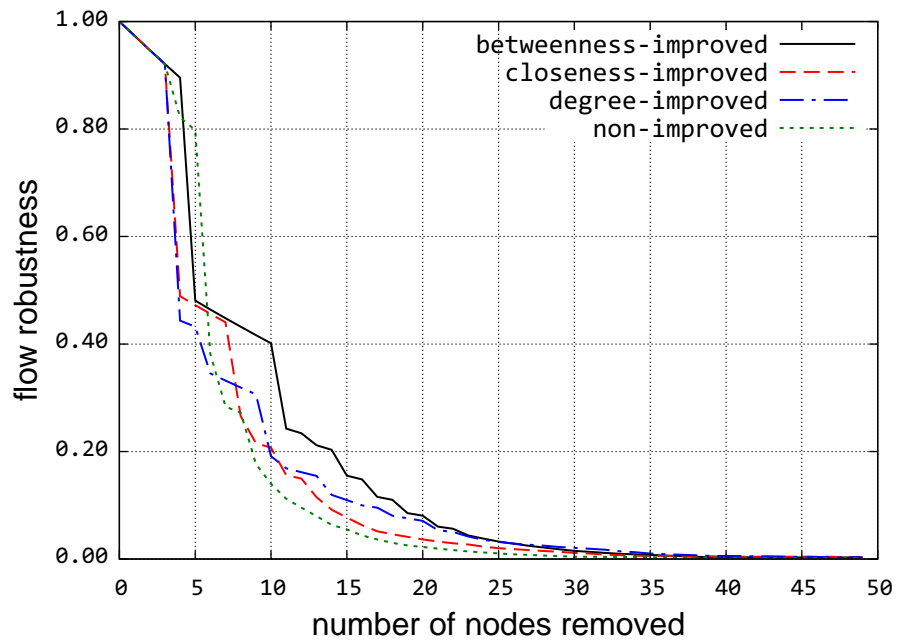 1.00
0.80
0.60
0.40
0.20
0.00
flow robustness
betweenness-improved
closeness-improved
degree-improved
non-improved
0 5 10 15 20 25 30 35 40 45 50
number of nodes removed